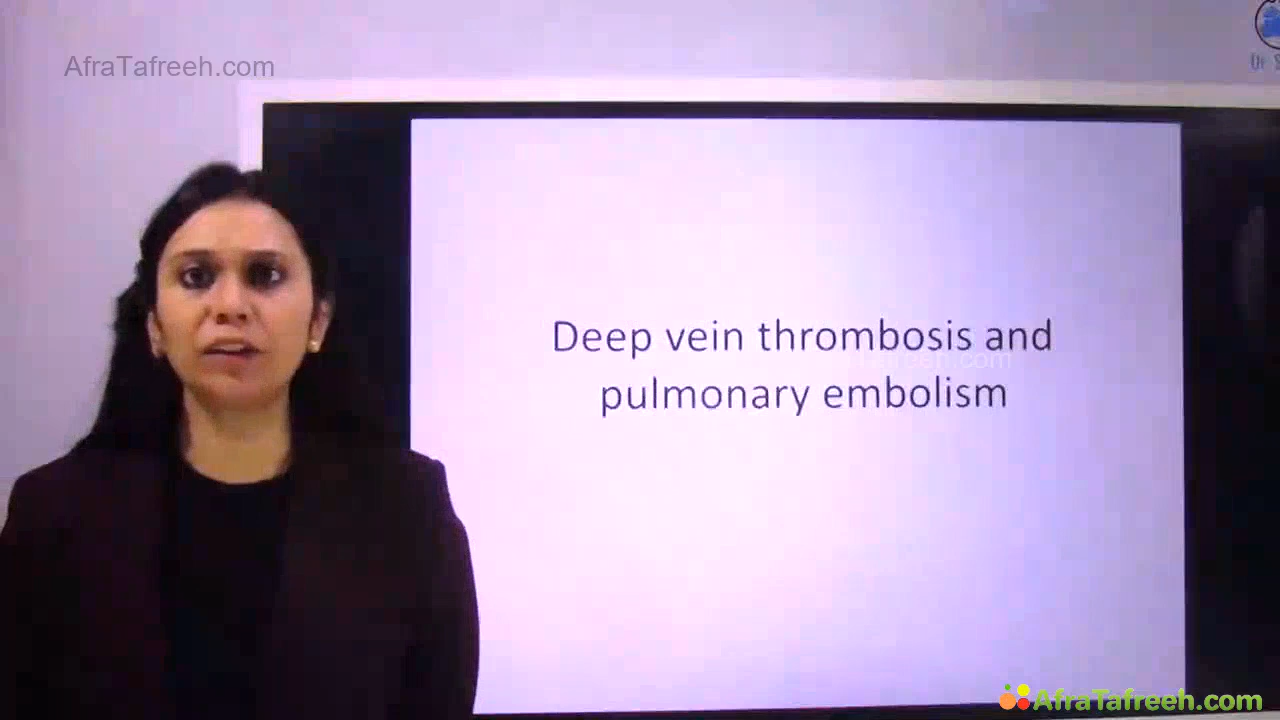 AfraTafreeh.com
Deep vein thrombosis and
pulmonary embolism
AfraTafreeh.com